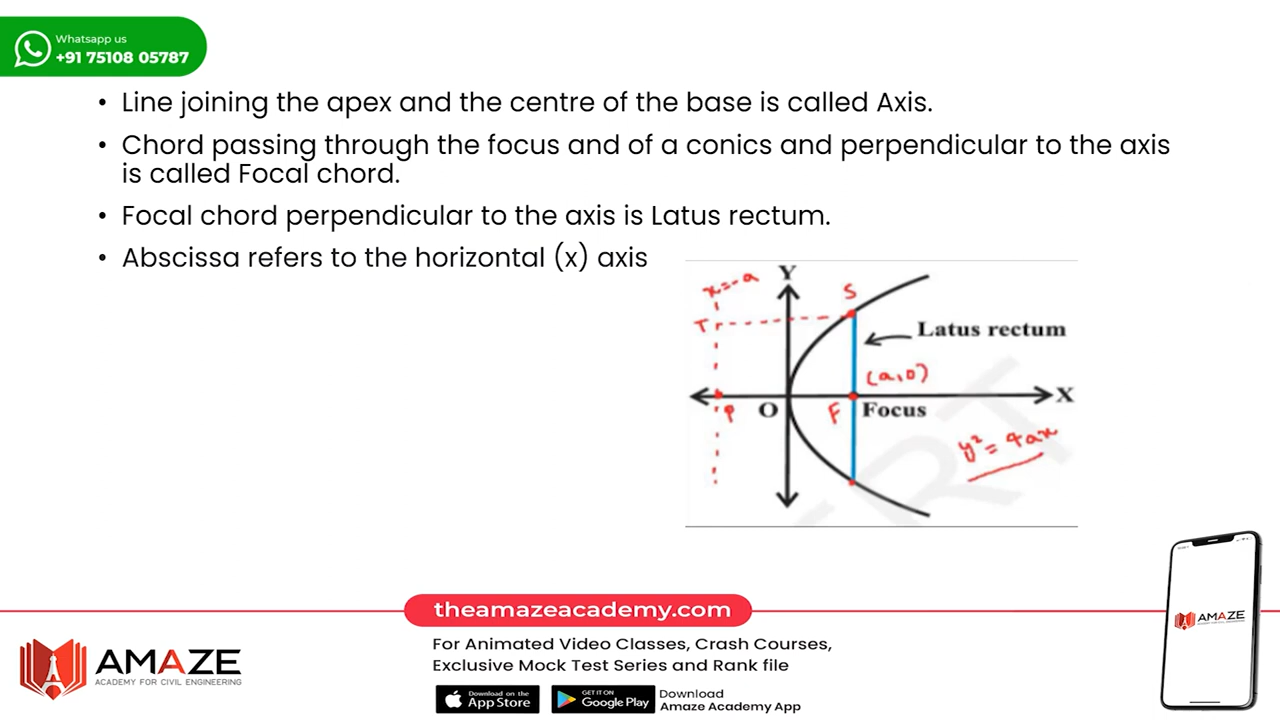 Whatsapp us
+91 75108 05787
• Line joining the apex and the centre of the base is called Axis.
• Chord passing through the focus and of a conics and perpendicular to the axis
is called Focal chord.
• Focal chord perpendicular to the axis is Latus rectum.
• Abscissa refers to the horizontal (x) axis
Y
x=-a
S
T
Latus rectum
(a,0)
X
O
P
F
Focus
y²= 4ax
theamazeacademy.com
For Animated Video Classes, Crash Courses,
Exclusive Mock Test Series and Rank file
AMAZE
ACADEMY FOR CIVIL ENGINEERING
Download on the
App Store
GET IT ON
Google Play
Download
Amaze Academy App
AMAZE